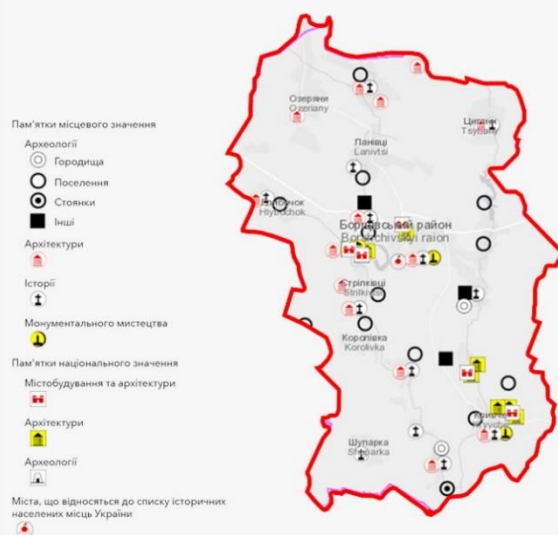 Пам'ятки місцевого значення
Археології
Городища
Поселення
Стоянки
Інші
Архітектури
Історії
Монументального мистецтва
Пам'ятки національного значення
Містобудування та архітектури
Архітектури
Археології
Міста, що відносяться до списку історичних
населених місць України
Озеряни
Ozeriany
Цигани
Tsyhany
Ланівці
Lanivtsi
Hlybochok
Борщівський район
Borshchivskyi raion
Стрілківці
Strilkivtsi
Королівка
Korolivka
Шупарка
Shuparka